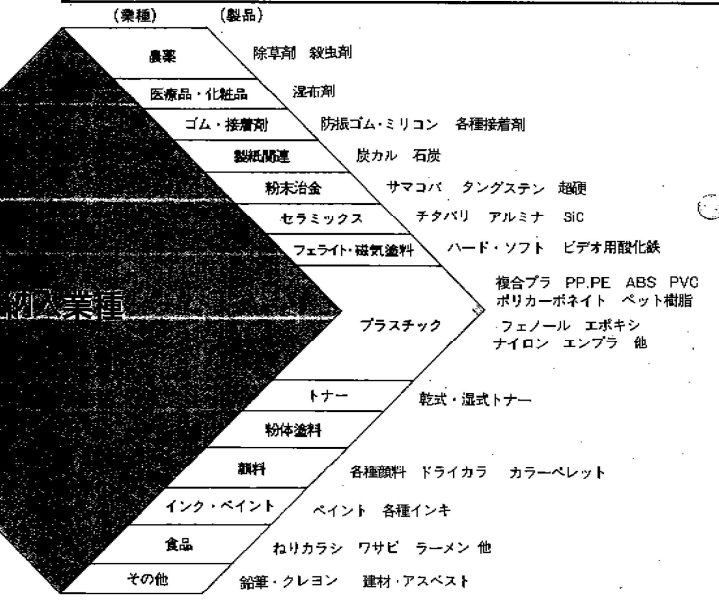 (業種) (製品)
農薬 除草剤 殺虫剤
医療品・化粧品 湿布剤
ゴム・接着剤 防振ゴム・ミリコン 各種接着剤
製紙関連 炭カル 石炭
粉末治金 サマコバ タングステン 超硬
セラミックス チタバリ アルミナ SiC
フェライト・磁気塗料 ハード・ソフト ビデオ用酸化鉄
納入業種
プラスチック 複合プラ PP.PE ABS PVC
ポリカーボネイト ペット樹脂
フェノール エポキシ
ナイロン エンプラ 他
トナー 乾式・湿式トナー
粉体塗料
顔料 各種顔料 ドライカラ カラーペレット
インク・ペイント ペイント 各種インキ
食品 ねりカラシ ワサビ ラーメン 他
その他 鉛筆・クレヨン 建材・アスベスト